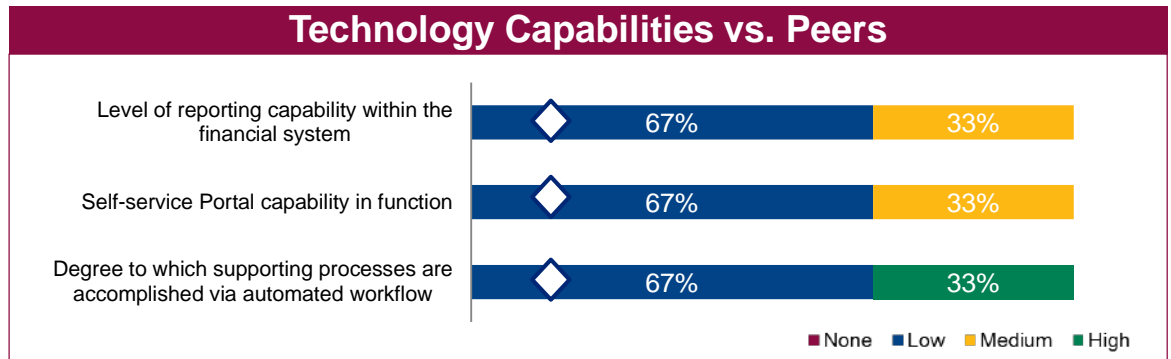 Technology Capabilities vs. Peers
Level of reporting capability within the
financial system
67%
33%
Self-service Portal capability in function
67%
33%
Degree to which supporting processes are
accomplished via automated workflow
67%
33%
None Low Medium High